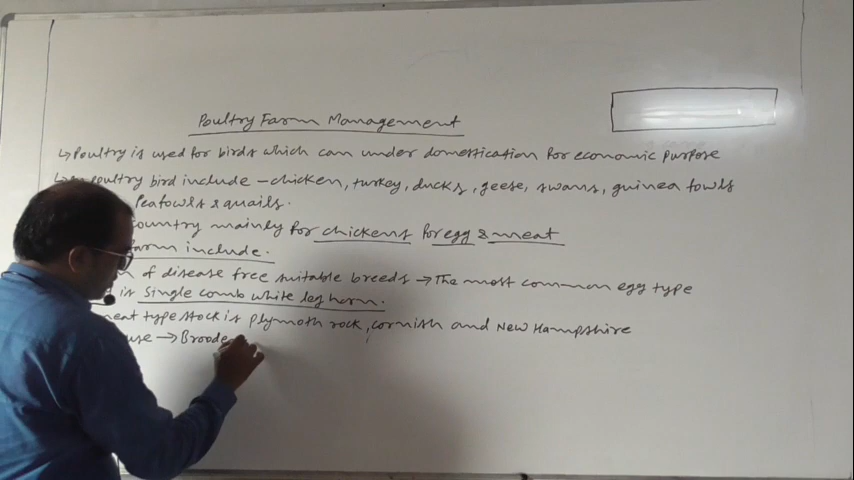 Poultry Farm Management
↳ Poultry is used for birds which can under domestication for economic purpose
↳ poultry bird include - chicken, turkey, ducks, geese, swans, guinea fowls
Peafowls & quails.
country mainly for chickens for egg & meat
farm include.
of disease free suitable breeds → The most common egg type
is single comb white leg horn.
meat type stock is plymoth rock, cornish and New Hampshire
use → Broode